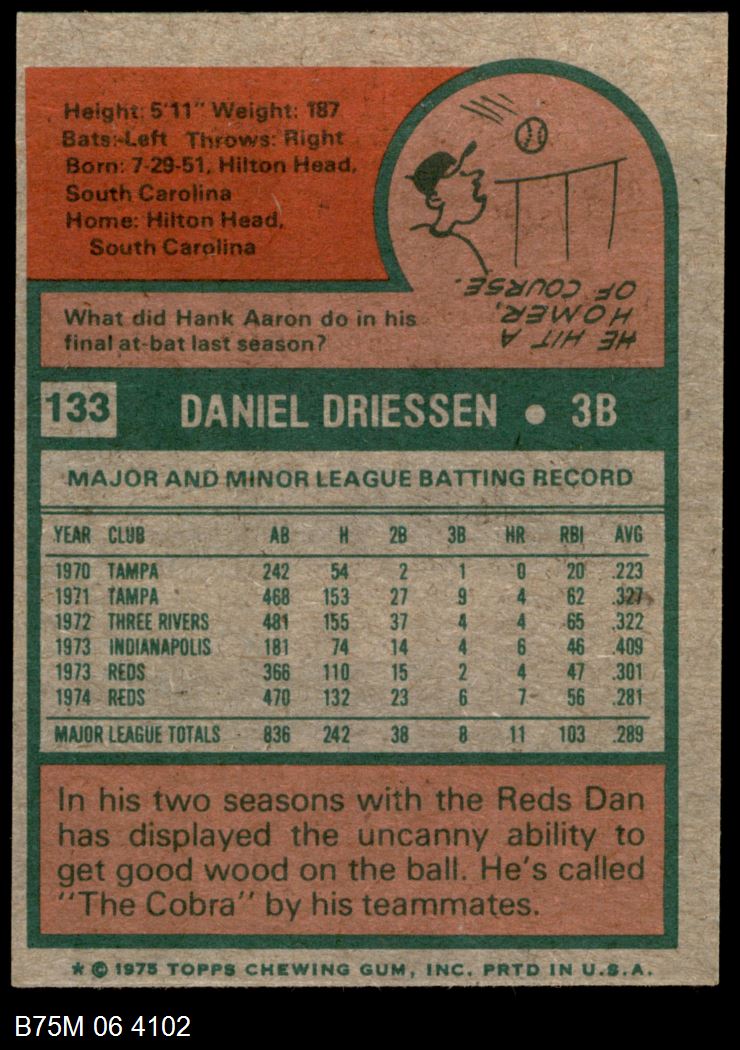 Height: 5'11" Weight: 187
Bats: Left Throws: Right
Born: 7-29-51, Hilton Head,
South Carolina
Home: Hilton Head,
South Carolina
What did Hank Aaron do in his
final at-bat last season?
HE HIT A
HOMER,
OF COURSE.
133 DANIEL DRIESSEN • 3B
MAJOR AND MINOR LEAGUE BATTING RECORD
YEAR CLUB AB H 2B 3B HR RBI AVG
1970 TAMPA 242 54 2 1 0 20 .223
1971 TAMPA 468 153 27 9 4 62 .327
1972 THREE RIVERS 481 155 37 4 4 65 .322
1973 INDIANAPOLIS 181 74 14 4 6 46 .409
1973 REDS 366 110 15 2 4 47 .301
1974 REDS 470 132 23 6 7 56 .281
MAJOR LEAGUE TOTALS 836 242 38 8 11 103 .289
In his two seasons with the Reds Dan
has displayed the uncanny ability to
get good wood on the ball. He's called
"The Cobra" by his teammates.
* © 1975 TOPPS CHEWING GUM, INC. PRTD IN U.S.A.
B75M 06 4102